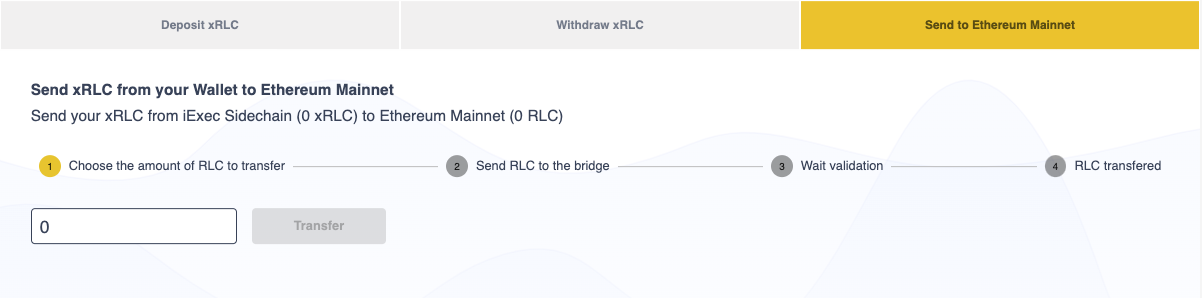 Deposit xRLC
Withdraw xRLC
Send to Ethereum Mainnet
Send xRLC from your Wallet to Ethereum Mainnet
Send your xRLC from iExec Sidechain (0 xRLC) to Ethereum Mainnet (0 RLC)
1 Choose the amount of RLC to transfer
2 Send RLC to the bridge
3 Wait validation
4 RLC transfered
0
Transfer